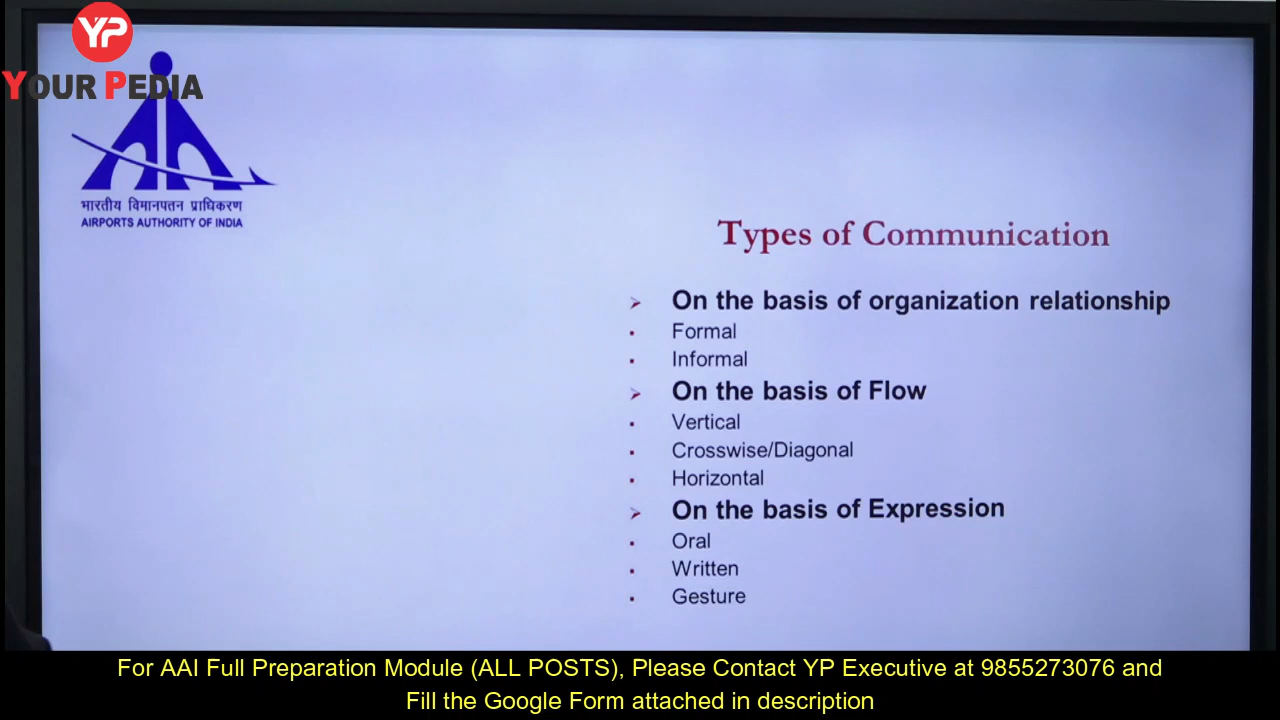 YP
YOUR PEDIA
भारतीय विमानपतन प्राधिकरण
AIRPORTS AUTHORITY OF INDIA
Types of Communication
On the basis of organization relationship
Formal
Informal
On the basis of Flow
Vertical
Crosswise/Diagonal
Horizontal
On the basis of Expression
Oral
Written
Gesture
For AAI Full Preparation Module (ALL POSTS), Please Contact YP Executive at 9855273076 and
Fill the Google Form attached in description